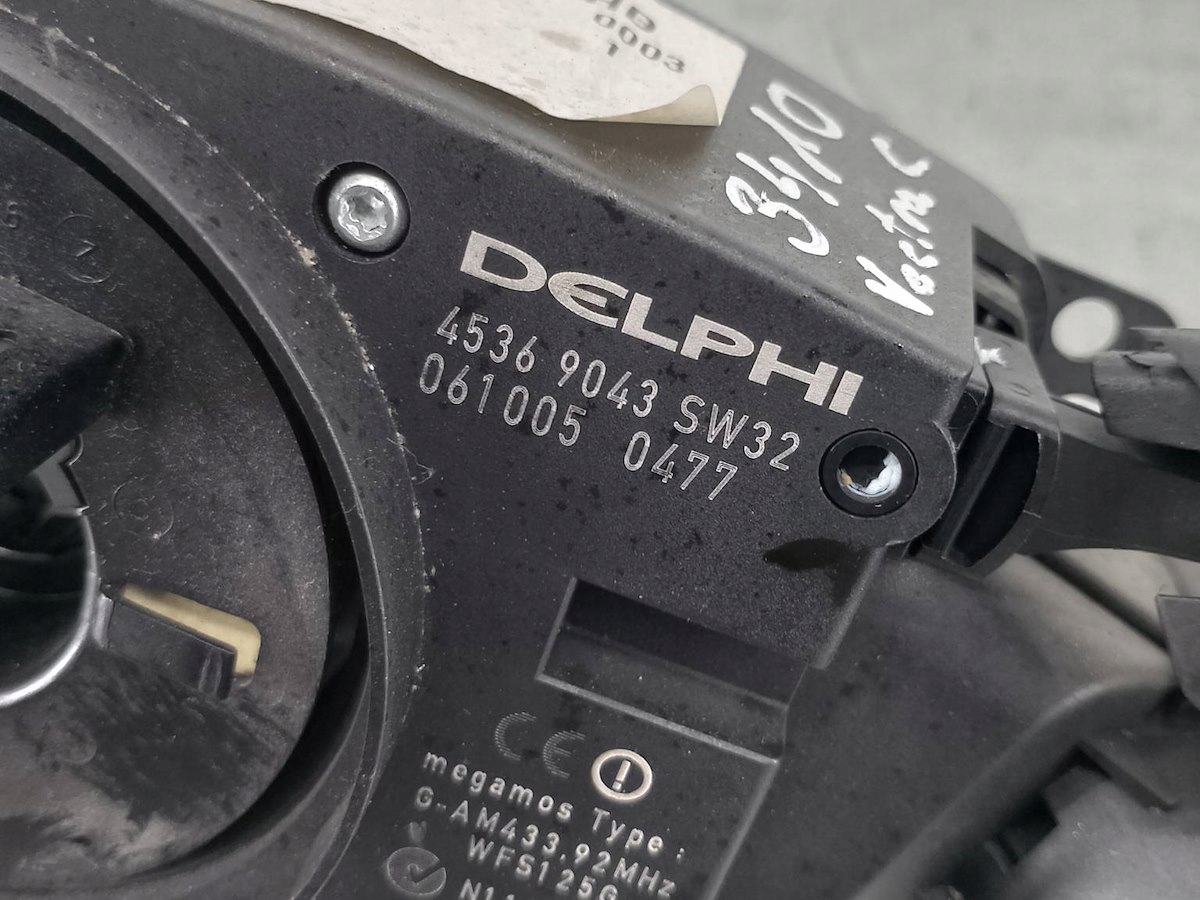 0003
1
34/10
Vectra C
DELPHI
4536 9043 SW32
061005 0477
CE
megamos Type:
G-AM433.92MHz
WFS125G